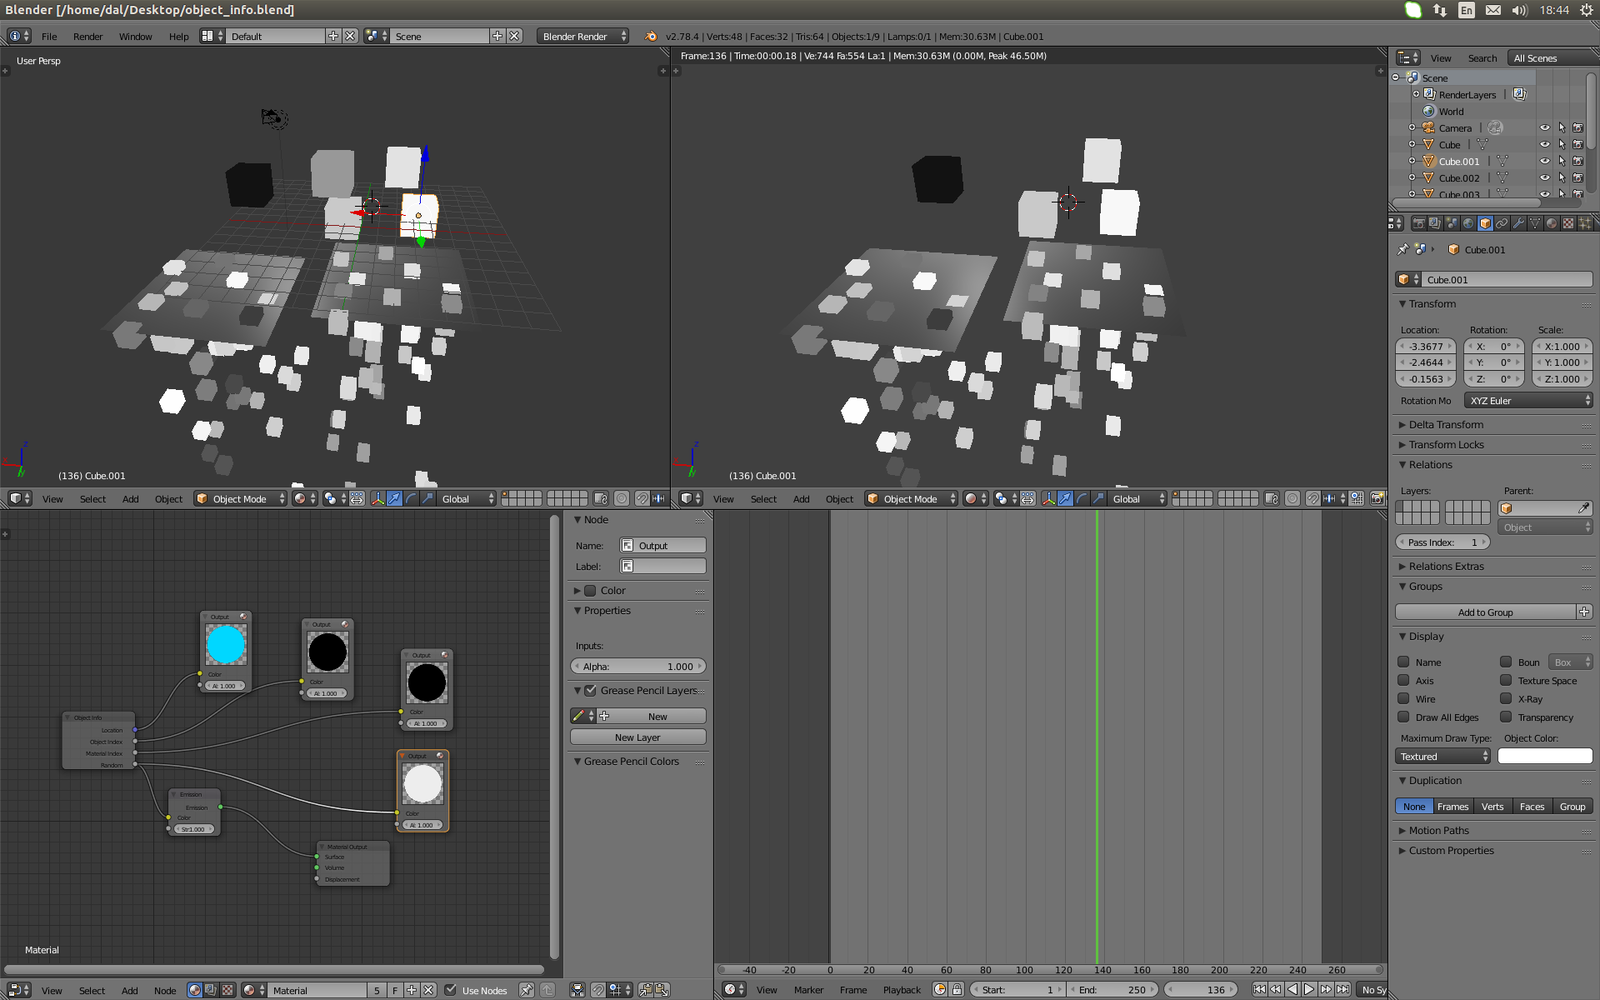 Blender [/home/dal/Desktop/object_info.blend]
En
18:44
File Render Window Help
Default
Scene
Blender Render
v2.78.4 | Verts:48 | Faces:32 | Tris:64 | Objects:1/9 | Lamps:0/1 | Mem:30.63M | Cube.001
User Persp
(136) Cube.001
View Select Add Object
Object Mode
Global
Frame:136 | Time:00:00.18 | Ve:744 Fa:554 La:1 | Mem:30.63M (0.00M, Peak 46.50M)
(136) Cube.001
View Select Add Object
Object Mode
Global
View Search All Scenes
Scene
RenderLayers
World
Camera
Cube
Cube.001
Cube.002
Cube.003
Cube.001
Cube.001
Transform
Location: Rotation: Scale:
-3.3677 X: 0° X:1.000
-2.4644 Y: 0° Y:1.000
-0.1563 Z: 0° Z:1.000
Rotation Mo XYZ Euler
Delta Transform
Transform Locks
Relations
Layers: Parent:
Object
Pass Index: 1
Relations Extras
Groups
Add to Group
Display
Name Boun Box
Axis Texture Space
Wire X-Ray
Draw All Edges Transparency
Maximum Draw Type: Object Color:
Textured
Duplication
None Frames Verts Faces Group
Motion Paths
Custom Properties
Output
Color
Al: 1.000
Output
Color
Al: 1.000
Output
Color
Al: 1.000
Object Info
Location
Object Index
Material Index
Random
Output
Color
Al: 1.000
Emission
Emission
Color
Str:1.000
Material Output
Surface
Volume
Displacement
Material
Node
Name: Output
Label:
Color
Properties
Inputs:
Alpha: 1.000
Grease Pencil Layers
New
New Layer
Grease Pencil Colors
View Select Add Node
Material 5 F
Use Nodes
-40 -20 0 20 40 60 80 100 120 140 160 180 200 220 240 260
View Marker Frame Playback
Start: 1 End: 250 136
No Sy